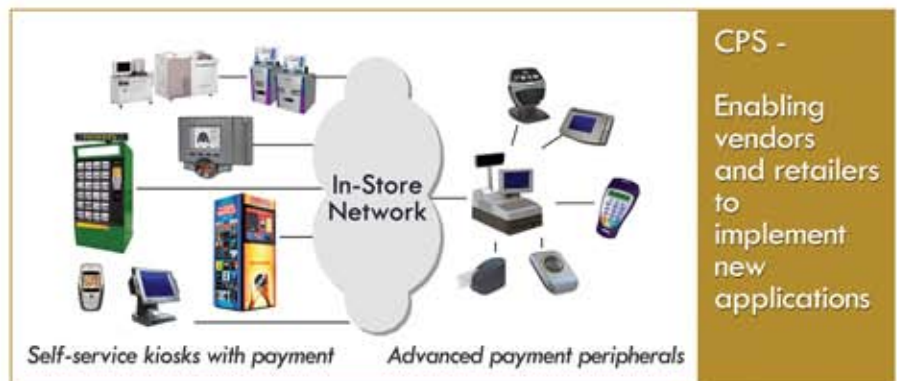 In-Store
Network
Self-service kiosks with payment
Advanced payment peripherals
CPS -
Enabling
vendors
and retailers
to
implement
new
applications